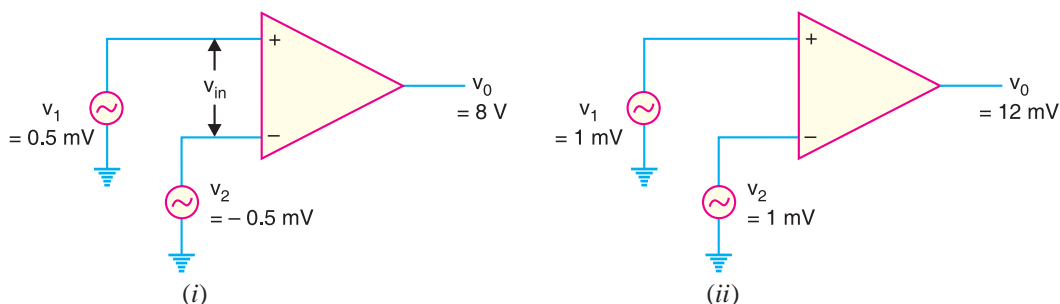 +
v₁
= 0.5 mV
vᵢₙ
−
v₂
= – 0.5 mV
v₀
= 8 V
(i)
+
v₁
= 1 mV
−
v₂
= 1 mV
v₀
= 12 mV
(ii)